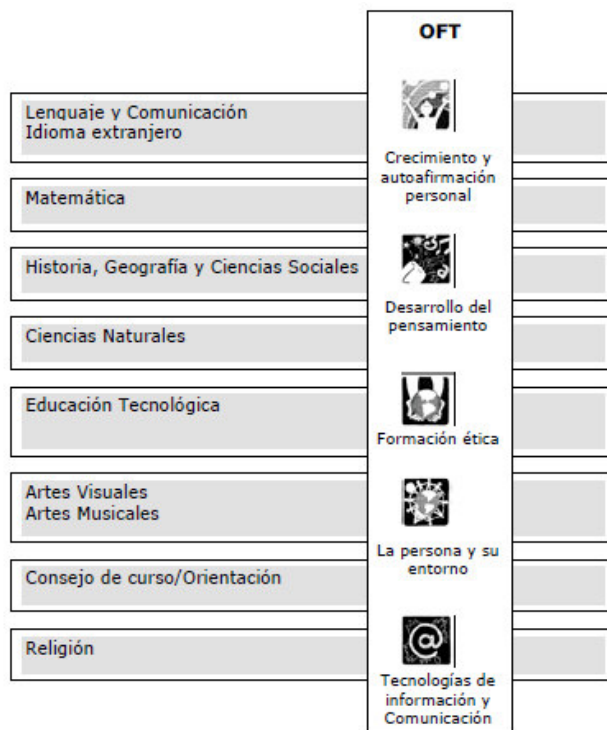 OFT
Lenguaje y Comunicación
Idioma extranjero
Crecimiento y
autoafirmación
personal
Matemática
Historia, Geografía y Ciencias Sociales
Desarrollo del
pensamiento
Ciencias Naturales
Educación Tecnológica
Formación ética
Artes Visuales
Artes Musicales
La persona y su
entorno
Consejo de curso/Orientación
Religión
@
Tecnologías de
información y
Comunicación